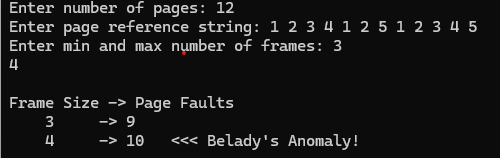 Enter number of pages: 12
Enter page reference string: 1 2 3 4 1 2 5 1 2 3 4 5
Enter min and max number of frames: 3
4
Frame Size -> Page Faults
3 -> 9
4 -> 10 <<< Belady's Anomaly!